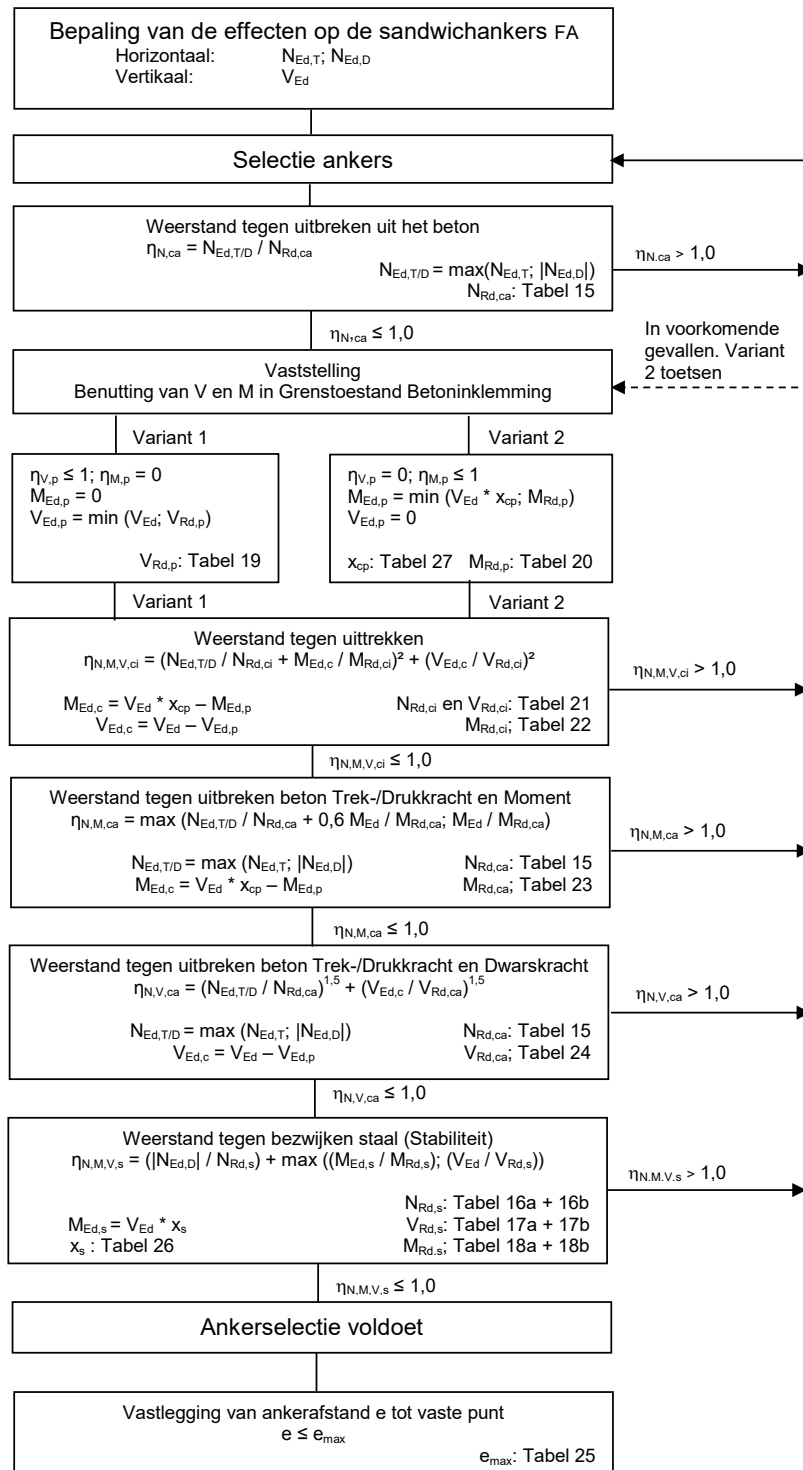 Bepaling van de effecten op de sandwichankers FA
Horizontaal: N_Ed,T; N_Ed,D
Vertikaal: V_Ed
Selectie ankers
Weerstand tegen uitbreken uit het beton
η_N,ca = N_Ed,T/D / N_Rd,ca
N_Ed,T/D = max(N_Ed,T; |N_Ed,D|)
N_Rd,ca: Tabel 15
η_N.ca > 1,0
η_N,ca ≤ 1,0
In voorkomende
gevallen. Variant
2 toetsen
Vaststelling
Benutting van V en M in Grenstoestand Betoninklemming
Variant 1
Variant 2
η_V,p ≤ 1; η_M,p = 0
M_Ed,p = 0
V_Ed,p = min (V_Ed; V_Rd,p)
V_Rd,p: Tabel 19
η_V,p = 0; η_M,p ≤ 1
M_Ed,p = min (V_Ed * x_cp; M_Rd,p)
V_Ed,p = 0
x_cp: Tabel 27 M_Rd,p: Tabel 20
Variant 1
Variant 2
Weerstand tegen uittrekken
η_N,M,V,ci = (N_Ed,T/D / N_Rd,ci + M_Ed,c / M_Rd,ci)² + (V_Ed,c / V_Rd,ci)²
M_Ed,c = V_Ed * x_cp – M_Ed,p N_Rd,ci en V_Rd,ci: Tabel 21
V_Ed,c = V_Ed – V_Ed,p M_Rd,ci; Tabel 22
η_N,M,V,ci > 1,0
η_N,M,V,ci ≤ 1,0
Weerstand tegen uitbreken beton Trek-/Drukkracht en Moment
η_N,M,ca = max (N_Ed,T/D / N_Rd,ca + 0,6 M_Ed / M_Rd,ca; M_Ed / M_Rd,ca)
N_Ed,T/D = max (N_Ed,T; |N_Ed,D|) N_Rd,ca: Tabel 15
M_Ed,c = V_Ed * x_cp – M_Ed,p M_Rd,ca; Tabel 23
η_N,M,ca > 1,0
η_N,M,ca ≤ 1,0
Weerstand tegen uitbreken beton Trek-/Drukkracht en Dwarskracht
η_N,V,ca = (N_Ed,T/D / N_Rd,ca)^1,5 + (V_Ed,c / V_Rd,ca)^1,5
N_Ed,T/D = max (N_Ed,T; |N_Ed,D|) N_Rd,ca: Tabel 15
V_Ed,c = V_Ed – V_Ed,p V_Rd,ca; Tabel 24
η_N,V,ca > 1,0
η_N,V,ca ≤ 1,0
Weerstand tegen bezwijken staal (Stabiliteit)
η_N,M,V,s = (|N_Ed,D| / N_Rd,s) + max ((M_Ed,s / M_Rd,s); (V_Ed / V_Rd,s))
N_Rd,s: Tabel 16a + 16b
M_Ed,s = V_Ed * x_s V_Rd,s: Tabel 17a + 17b
x_s : Tabel 26 M_Rd.s; Tabel 18a + 18b
η_N.M.V.s > 1,0
η_N,M,V,s ≤ 1,0
Ankerselectie voldoet
Vastlegging van ankerafstand e tot vaste punt
e ≤ e_max
e_max: Tabel 25